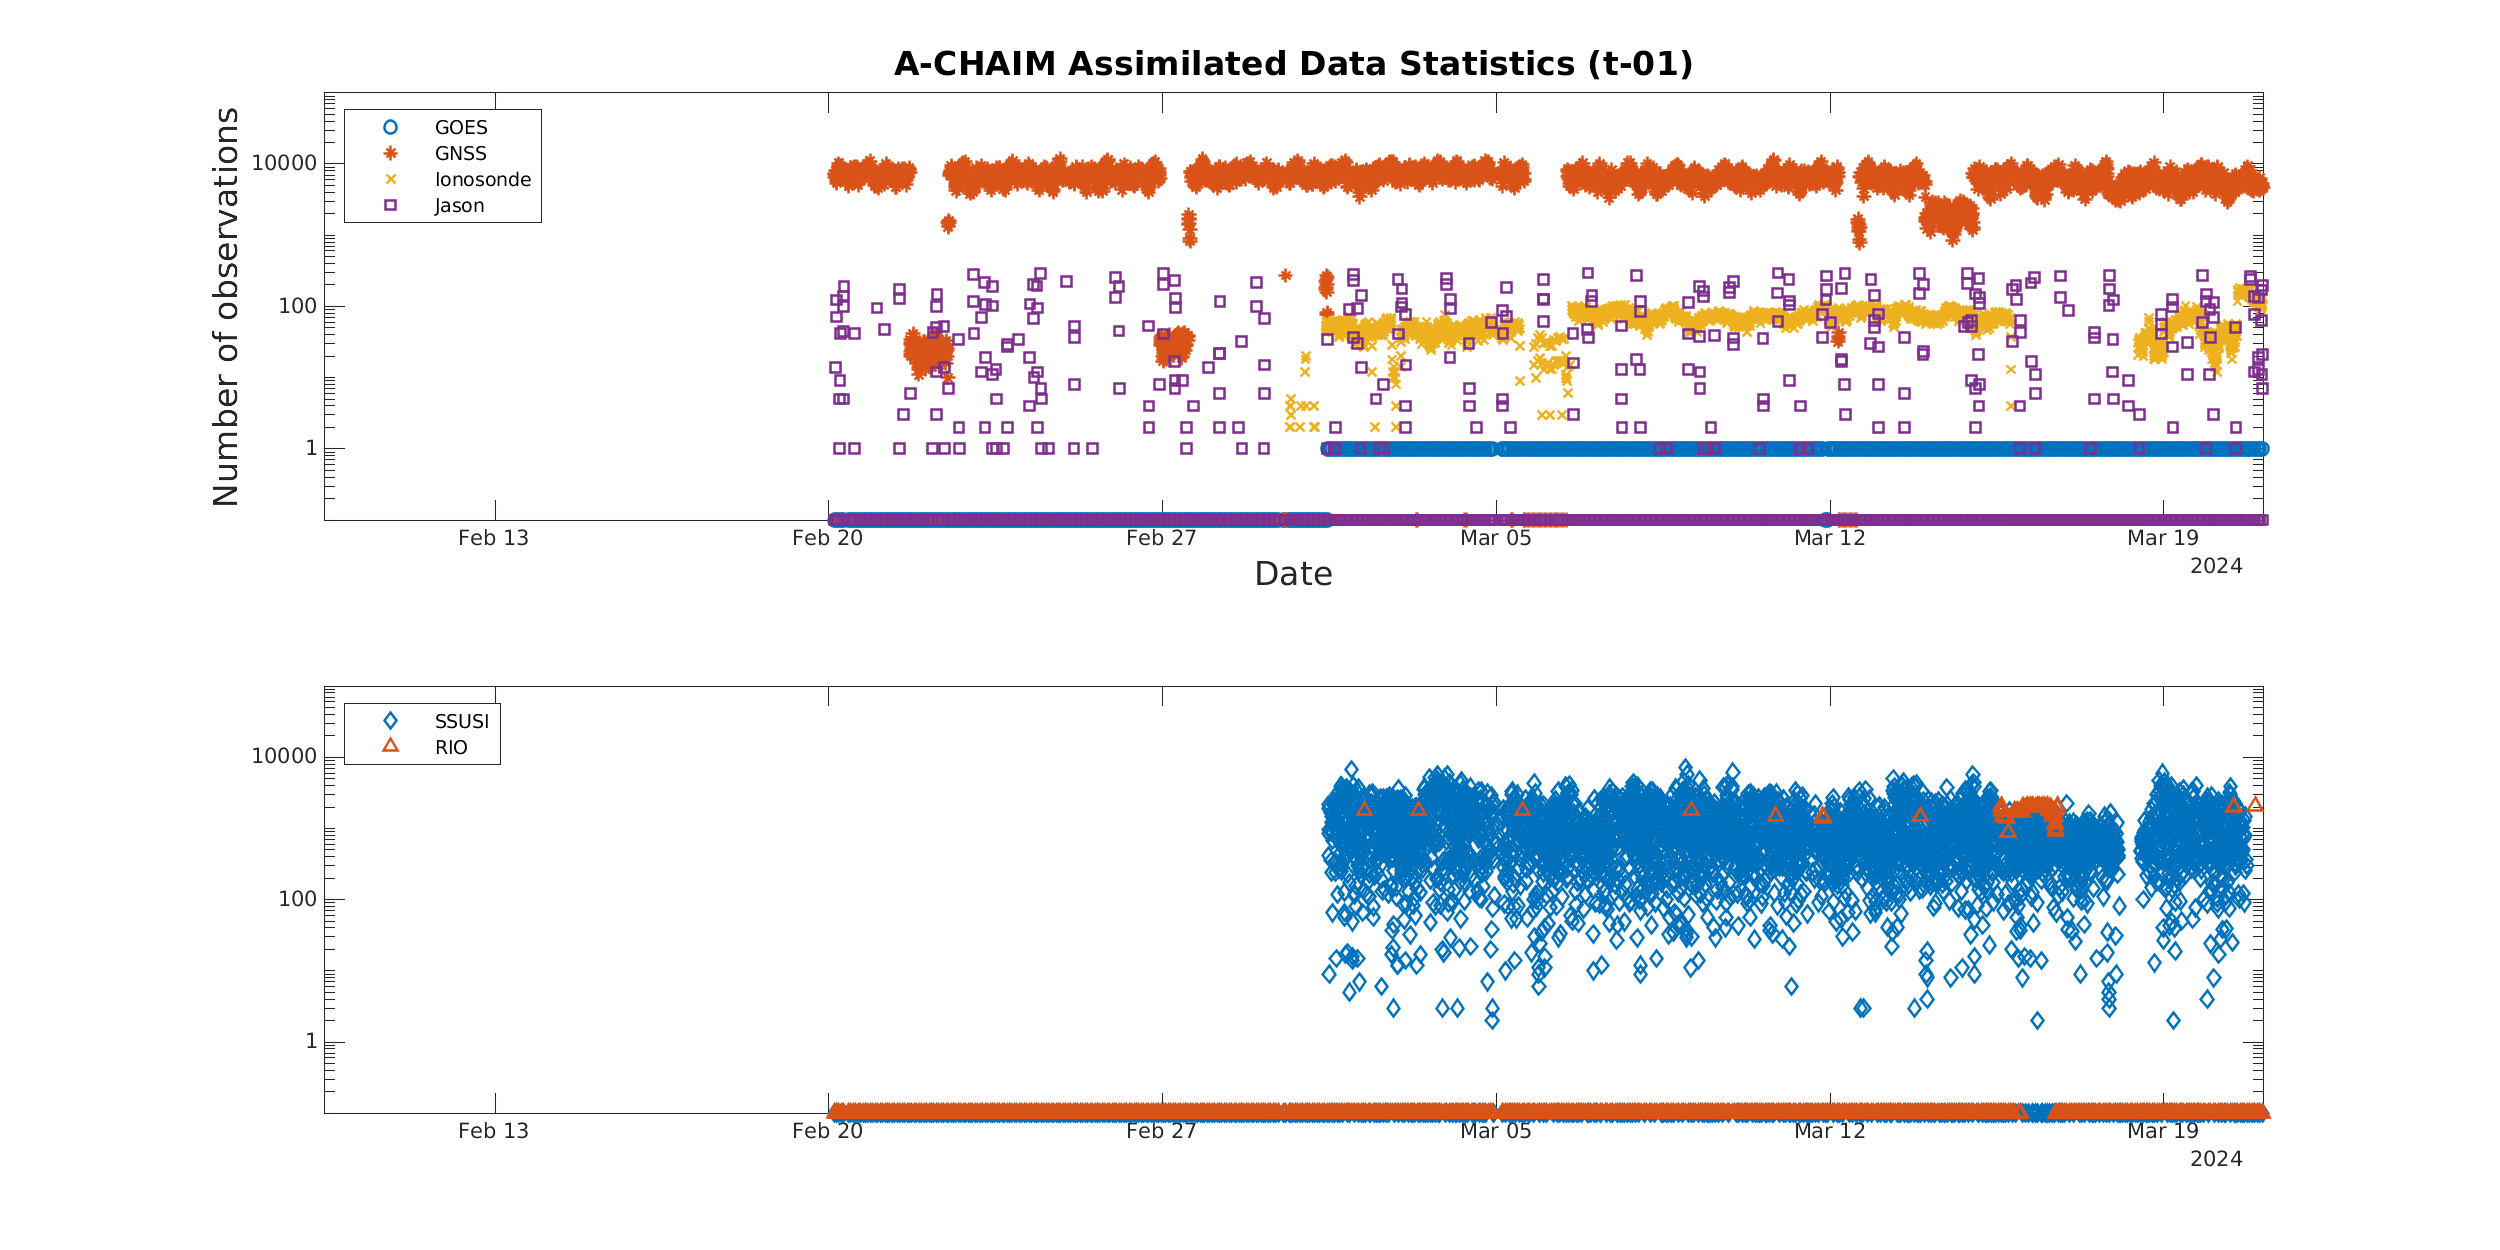 A-CHAIM Assimilated Data Statistics (t-01)
Number of observations
10000
100
1
GOES
GNSS
Ionosonde
Jason
Feb 13
Feb 20
Feb 27
Mar 05
Mar 12
Mar 19
2024
Date
10000
100
1
SSUSI
RIO
Feb 13
Feb 20
Feb 27
Mar 05
Mar 12
Mar 19
2024